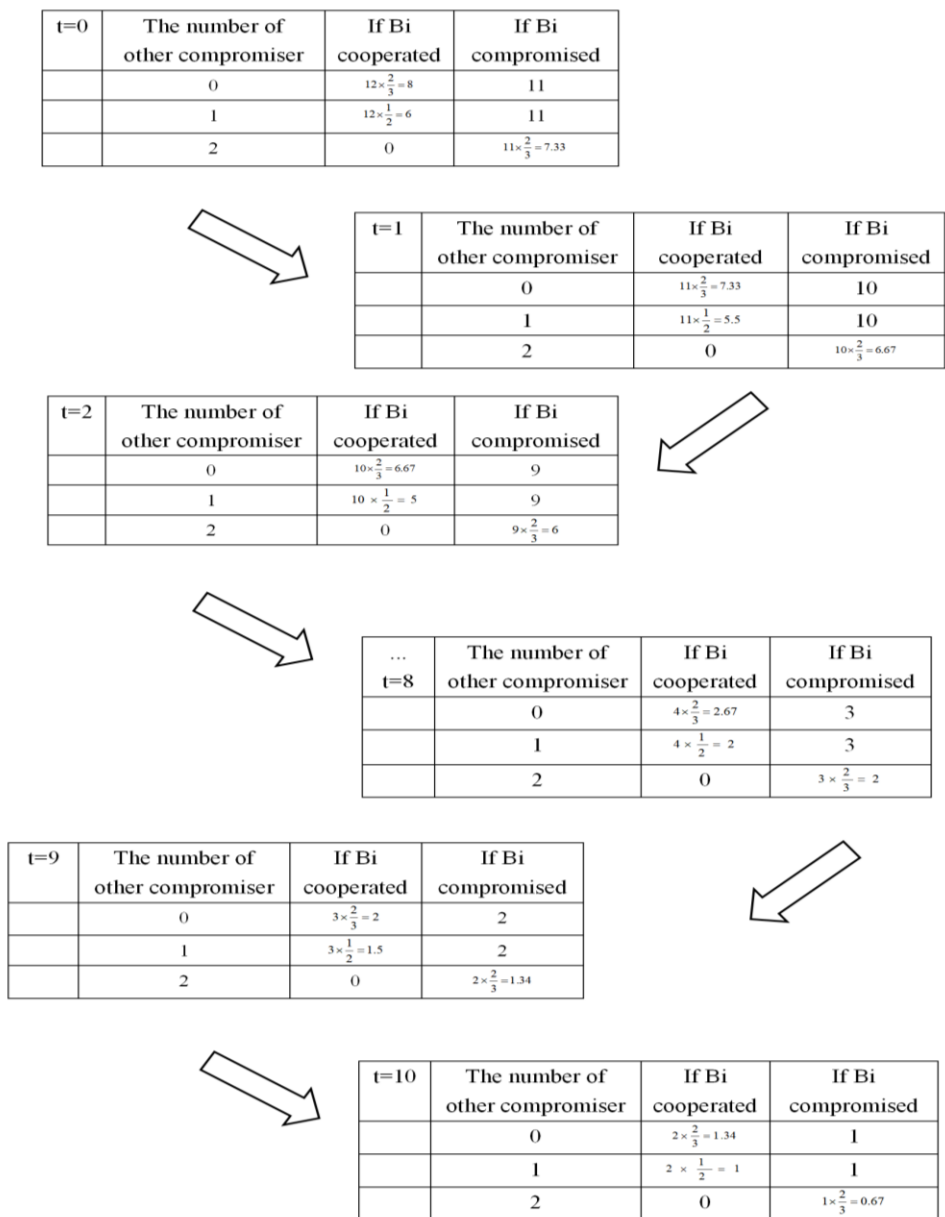 t=0 The number of other compromiser If Bi cooperated If Bi compromised
0 12×2/3=8 11
1 12×1/2=6 11
2 0 11×2/3=7.33
t=1 The number of other compromiser If Bi cooperated If Bi compromised
0 11×2/3=7.33 10
1 11×1/2=5.5 10
2 0 10×2/3=6.67
t=2 The number of other compromiser If Bi cooperated If Bi compromised
0 10×2/3=6.67 9
1 10 × 1/2 = 5 9
2 0 9×2/3=6
... t=8 The number of other compromiser If Bi cooperated If Bi compromised
0 4×2/3=2.67 3
1 4 × 1/2 = 2 3
2 0 3 × 2/3 = 2
t=9 The number of other compromiser If Bi cooperated If Bi compromised
0 3×2/3=2 2
1 3×1/2=1.5 2
2 0 2×2/3=1.34
t=10 The number of other compromiser If Bi cooperated If Bi compromised
0 2×2/3=1.34 1
1 2 × 1/2 = 1 1
2 0 1×2/3=0.67